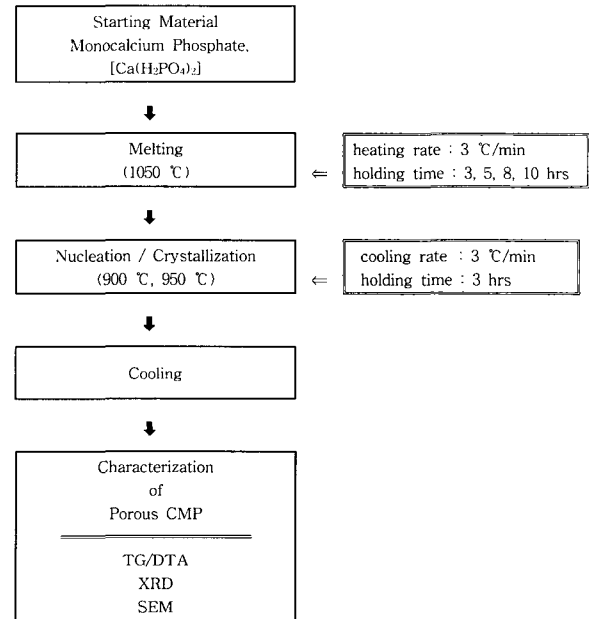 Starting Material
Monocalcium Phosphate,
[Ca(H₂PO₄)₂]
Melting
(1050 ℃)
heating rate : 3 ℃/min
holding time : 3, 5, 8, 10 hrs
⇐
Nucleation / Crystallization
(900 ℃, 950 ℃)
cooling rate : 3 ℃/min
holding time : 3 hrs
⇐
Cooling
Characterization
of
Porous CMP
TG/DTA
XRD
SEM